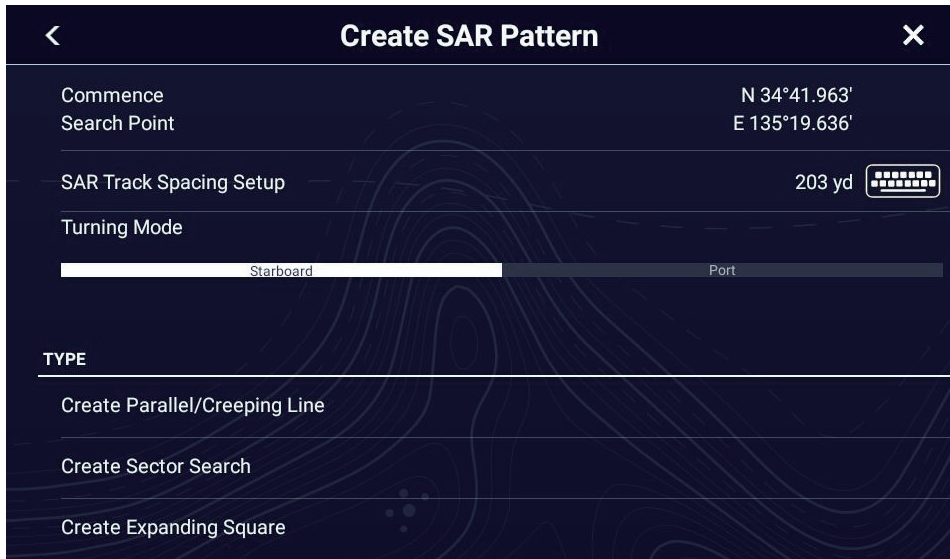 Create SAR Pattern
Commence N 34°41.963'
Search Point E 135°19.636'
SAR Track Spacing Setup 203 yd
Turning Mode
Starboard Port
TYPE
Create Parallel/Creeping Line
Create Sector Search
Create Expanding Square